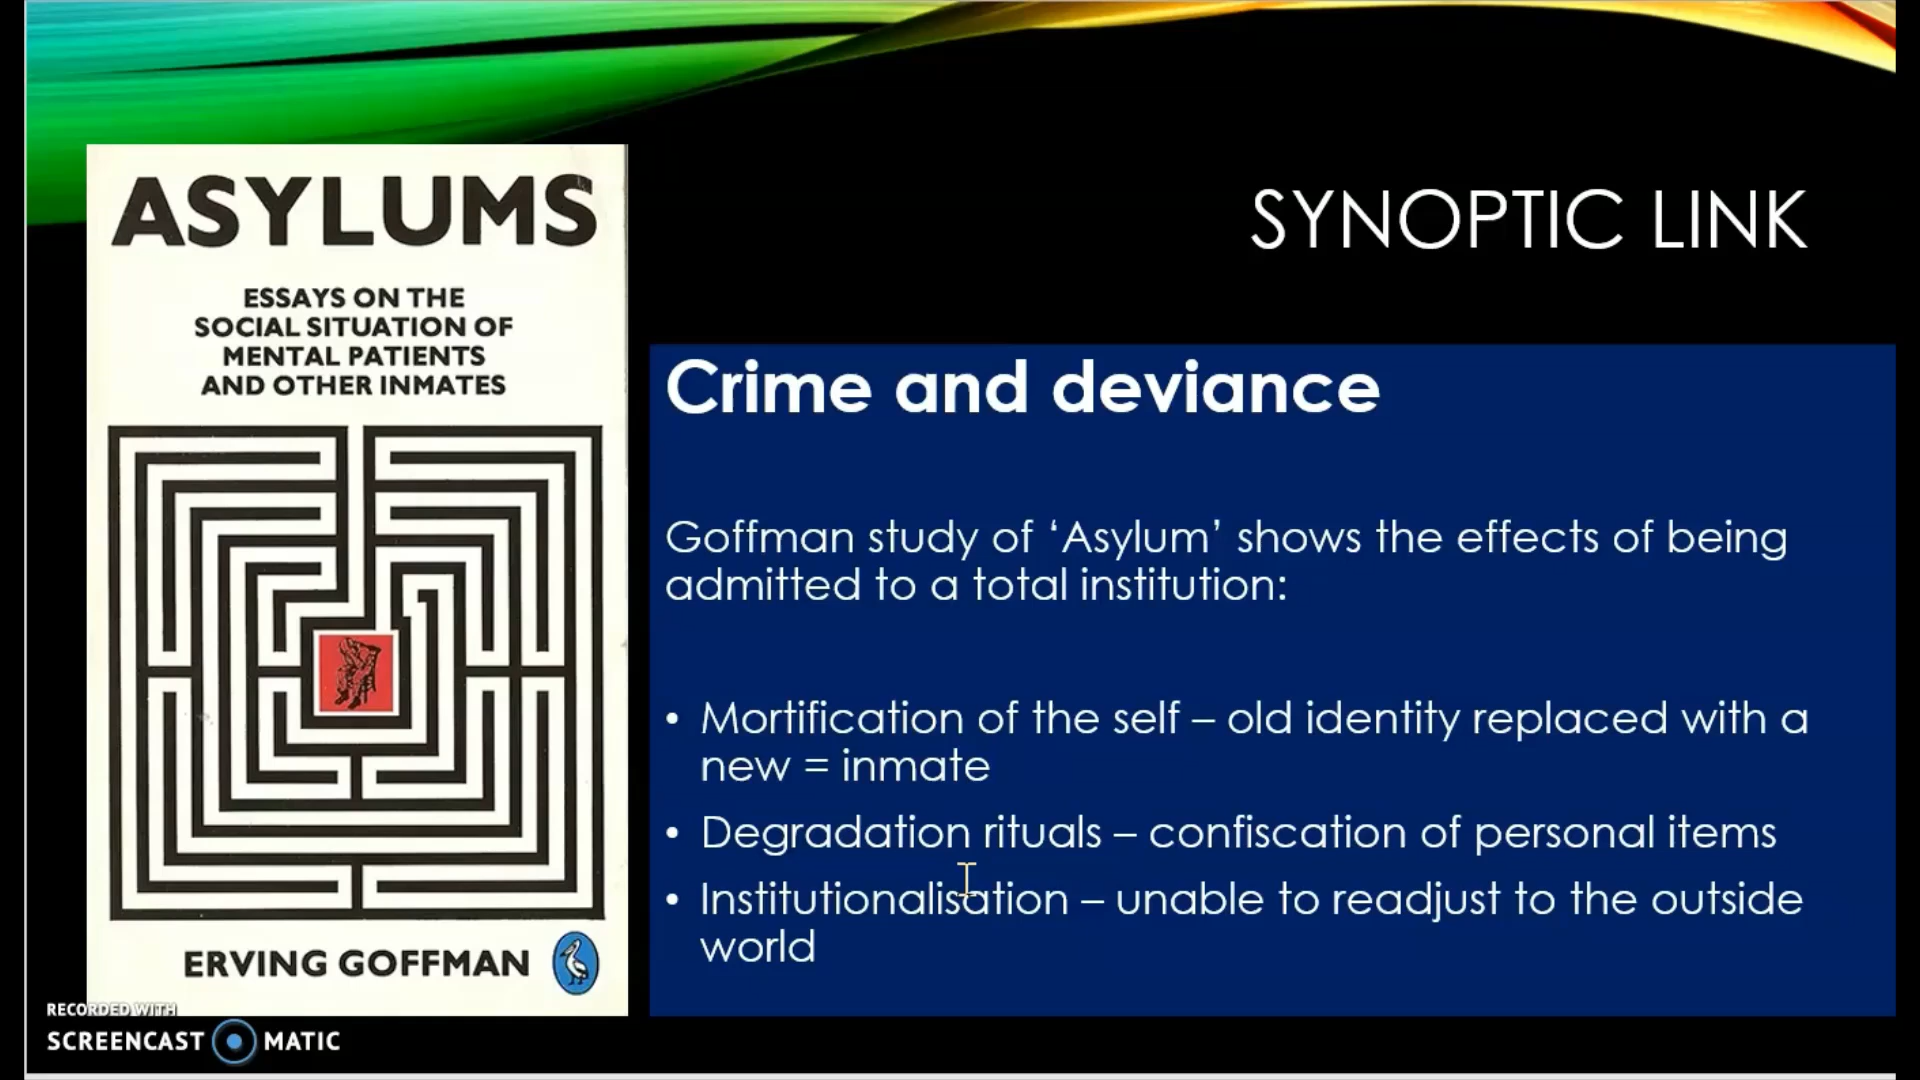 ASYLUMS
ESSAYS ON THE
SOCIAL SITUATION OF
MENTAL PATIENTS
AND OTHER INMATES
ERVING GOFFMAN
SYNOPTIC LINK
Crime and deviance
Goffman study of ‘Asylum’ shows the effects of being
admitted to a total institution:
• Mortification of the self – old identity replaced with a
new = inmate
• Degradation rituals – confiscation of personal items
• Institutionalisation – unable to readjust to the outside
world
RECORDED WITH
SCREENCAST MATIC